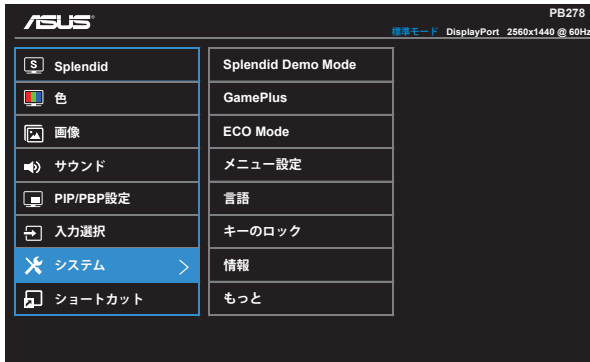 ASUS
PB278
標準モード DisplayPort 2560x1440 @ 60Hz
S Splendid
色
画像
サウンド
PIP/PBP設定
入力選択
システム
ショートカット
Splendid Demo Mode
GamePlus
ECO Mode
メニュー設定
言語
キーのロック
情報
もっと